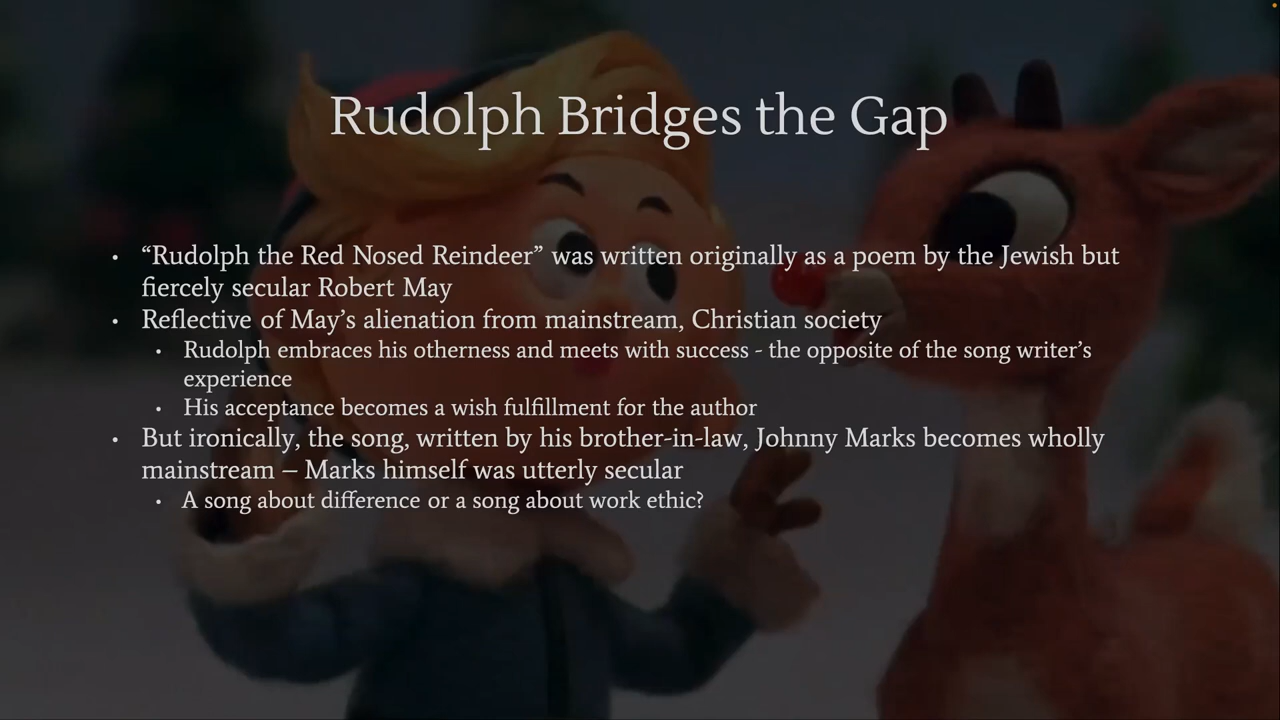 Rudolph Bridges the Gap
• “Rudolph the Red Nosed Reindeer” was written originally as a poem by the Jewish but
fiercely secular Robert May
• Reflective of May’s alienation from mainstream, Christian society
• Rudolph embraces his otherness and meets with success - the opposite of the song writer’s
experience
• His acceptance becomes a wish fulfillment for the author
• But ironically, the song, written by his brother-in-law, Johnny Marks becomes wholly
mainstream – Marks himself was utterly secular
• A song about difference or a song about work ethic?